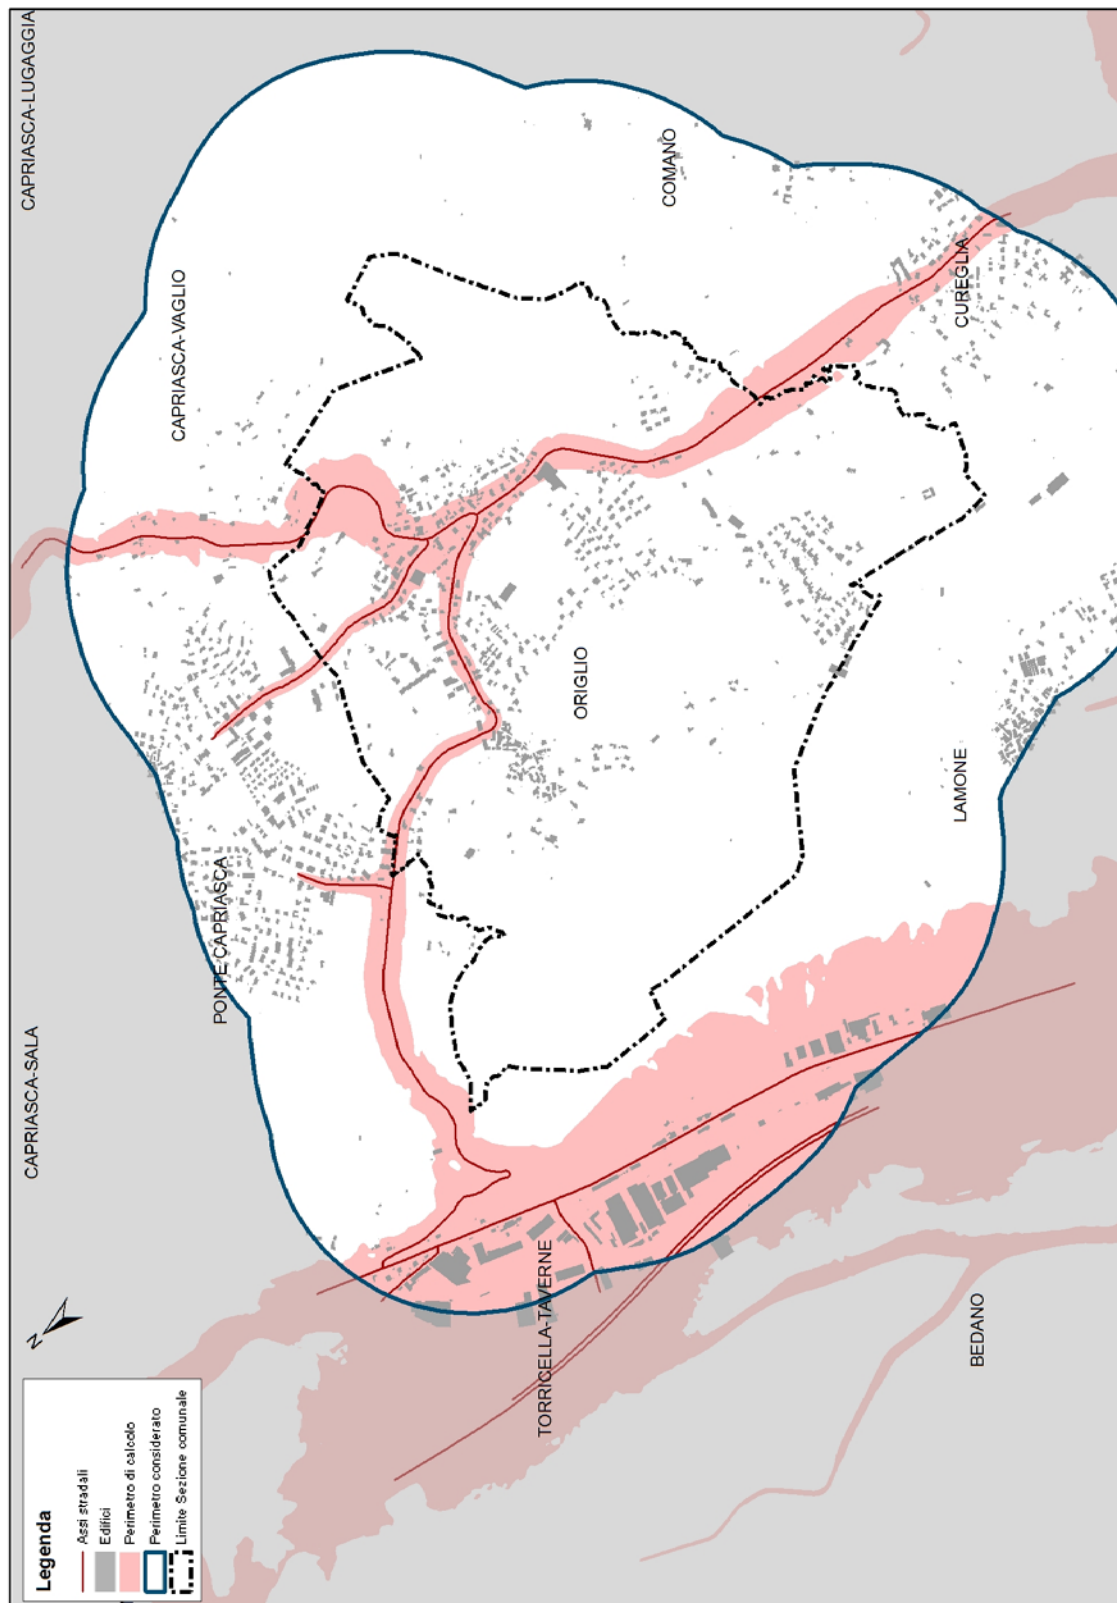 CAPRIASCA-LUGAGGIA
COMANO
CAPRIASCA-VAGLIO
CUREGLIA
ORIGLIO
LAMONE
PONTE CAPRIASCA
CAPRIASCA-SALA
TORRICELLA-TAVERNE
BEDANO
N
Legenda
Assi stradali
Edifici
Perimetro di calcolo
Perimetro considerato
Limite Sezione comunale